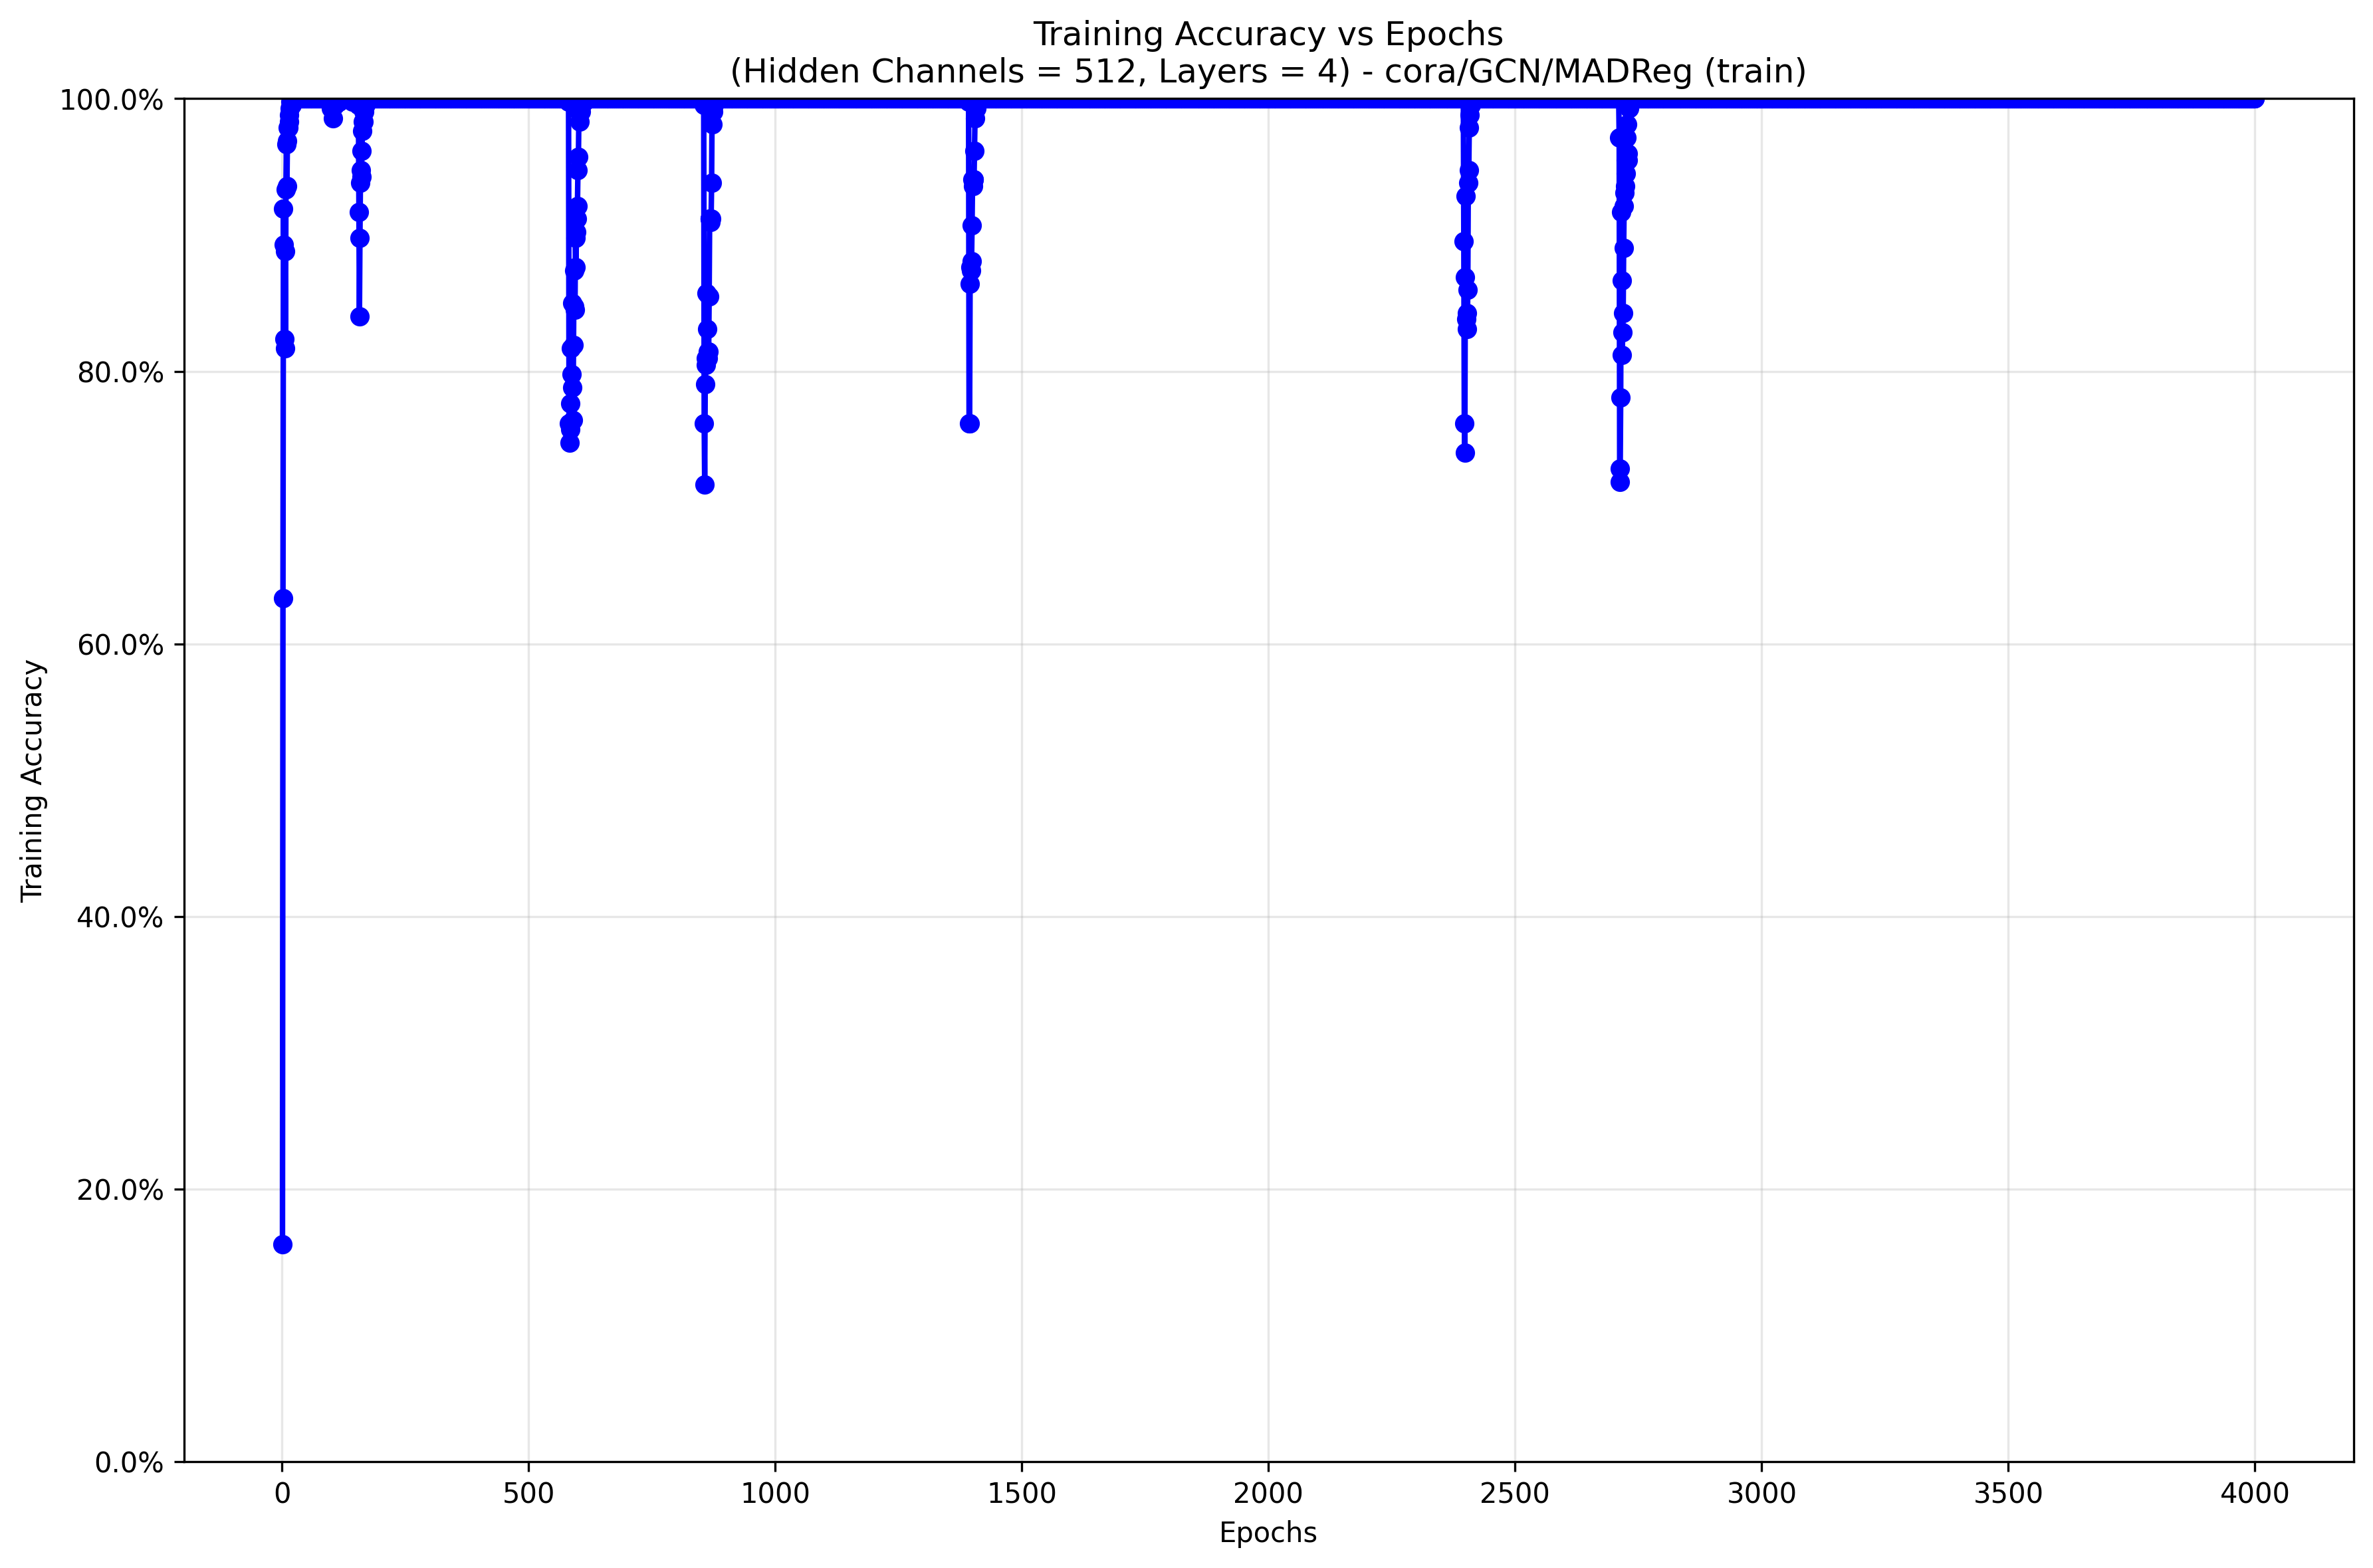 Training Accuracy vs Epochs
(Hidden Channels = 512, Layers = 4) - cora/GCN/MADReg (train)
Training Accuracy
100.0%
80.0%
60.0%
40.0%
20.0%
0.0%
0 500 1000 1500 2000 2500 3000 3500 4000
Epochs